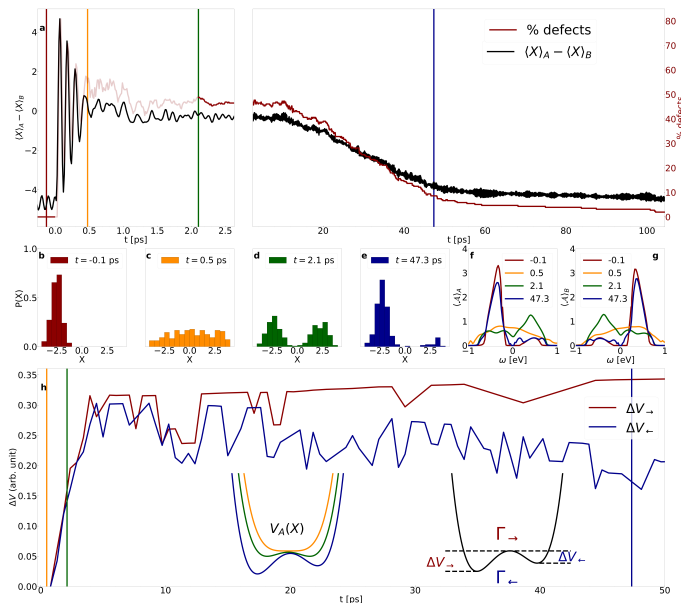 a
% defects
⟨X⟩_A − ⟨X⟩_B
4
2
0
−2
−4
⟨X⟩_A − ⟨X⟩_B
80
70
60
50
40
30
20
10
0
% defects
0.0 0.5 1.0 1.5 2.0 2.5
t [ps]
20 40 60 80 100
t [ps]
b t = -0.1 ps
c t = 0.5 ps
d t = 2.1 ps
e t = 47.3 ps
1.0
0.5
0.0
P(X)
−2.5 0.0 2.5
X
−2.5 0.0 2.5
X
−2.5 0.0 2.5
X
−2.5 0.0 2.5
X
f
-0.1
0.5
2.1
47.3
4
3
2
1
0
⟨𝒜⟩_A
−1 0 1
ω [eV]
g
-0.1
0.5
2.1
47.3
4
3
2
1
0
⟨𝒜⟩_B
−1 0 1
ω [eV]
h
0.35
0.30
0.25
0.20
0.15
0.10
0.05
0.00
ΔV (arb. unit)
ΔV→
ΔV←
V_A(X)
Γ→
ΔV→
ΔV←
Γ←
10 20 30 40 50
t [ps]